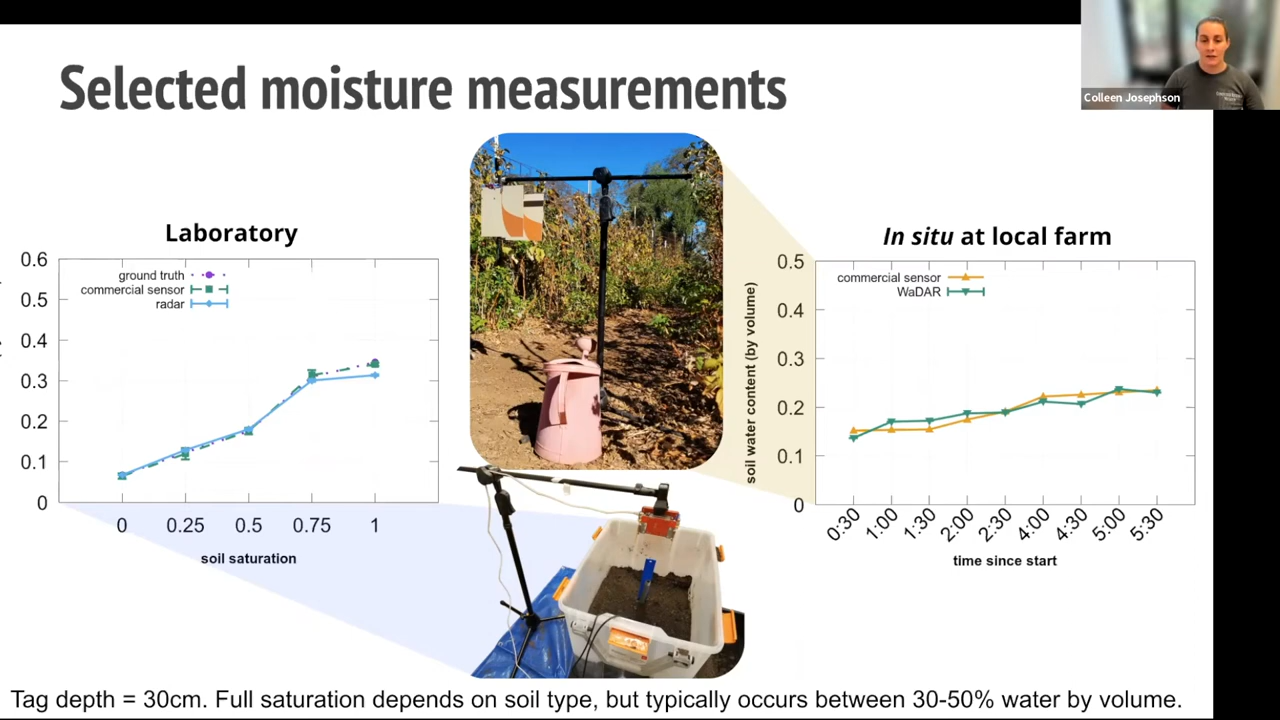 Selected moisture measurements
Colleen Josephson
Laboratory
0.6
0.5
0.4
0.3
0.2
0.1
0
ground truth
commercial sensor
radar
0 0.25 0.5 0.75 1
soil saturation
In situ at local farm
soil water content (by volume)
0.5
0.4
0.3
0.2
0.1
0
commercial sensor
WaDAR
0:30 1:00 1:30 2:00 2:30 4:00 4:30 5:00 5:30
time since start
Tag depth = 30cm. Full saturation depends on soil type, but typically occurs between 30-50% water by volume.